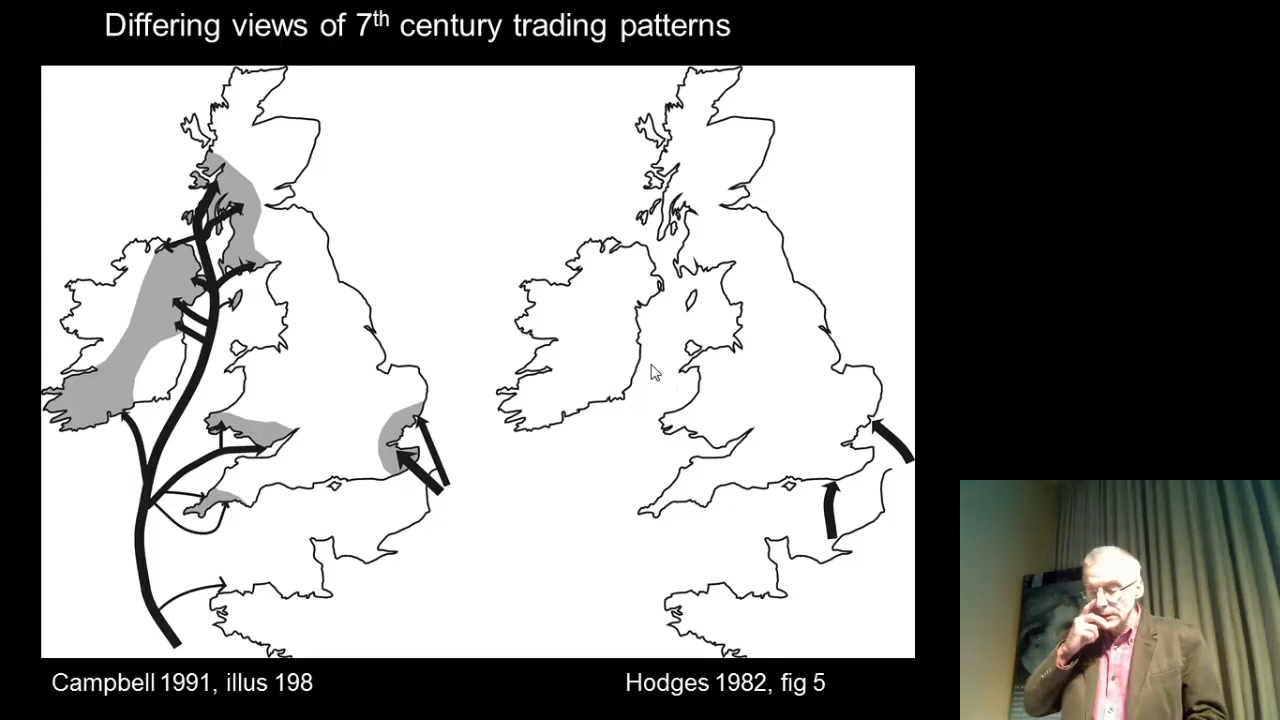 Differing views of 7th century trading patterns
Campbell 1991, illus 198
Hodges 1982, fig 5